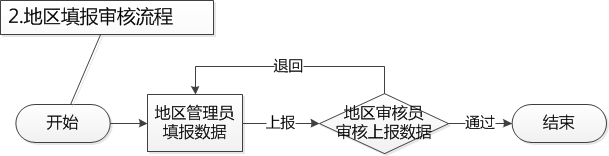 2.地区填报审核流程
退回
开始
地区管理员
填报数据
上报
地区审核员
审核上报数据
通过
结束